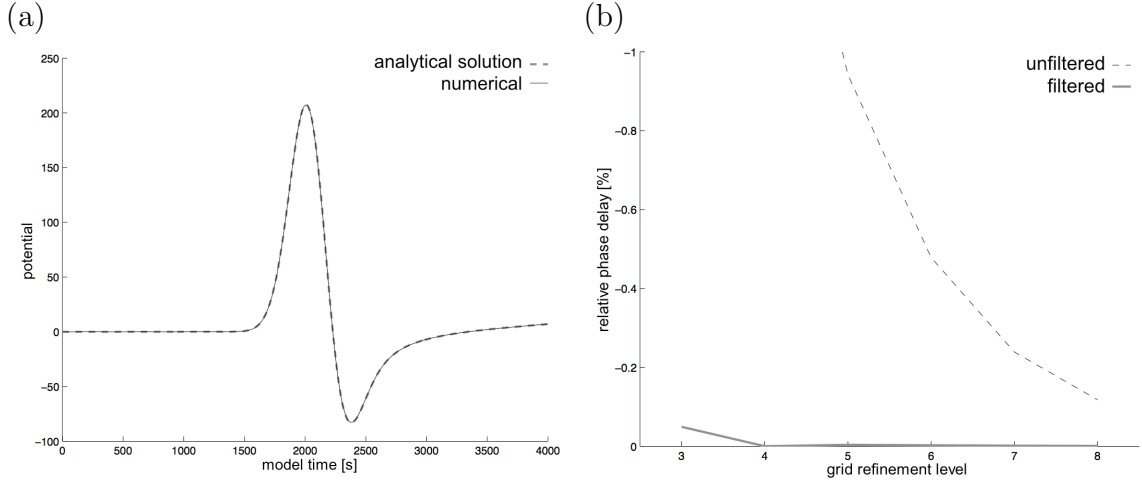 (a)
250
200
150
100
50
0
−50
−100
potential
0 500 1000 1500 2000 2500 3000 3500 4000
model time [s]
analytical solution
numerical
(b)
−1
−0.8
−0.6
−0.4
−0.2
0
relative phase delay [%]
3 4 5 6 7 8
grid refinement level
unfiltered
filtered